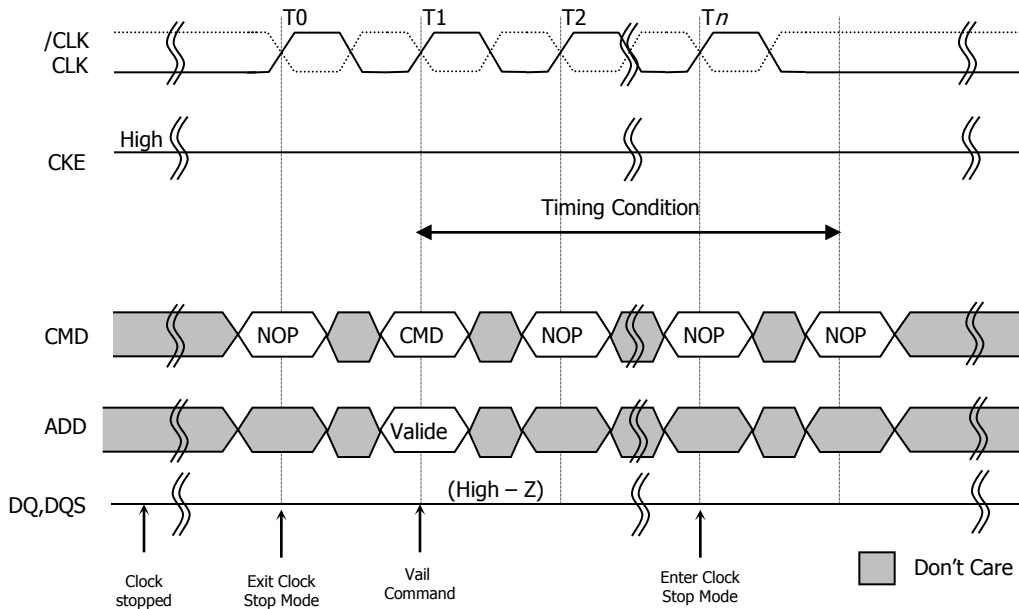 T0 T1 T2 Tn
/CLK
CLK
High
CKE
Timing Condition
CMD NOP CMD NOP NOP NOP
ADD Valide
(High – Z)
DQ,DQS
Clock stopped
Exit Clock Stop Mode
Vail Command
Enter Clock Stop Mode
Don't Care